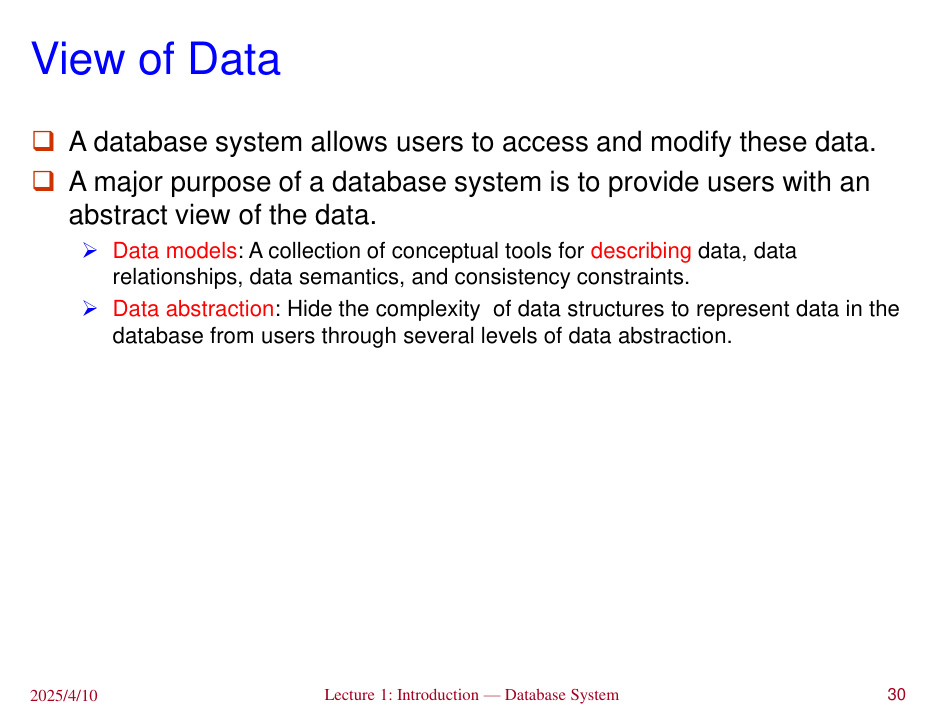 View of Data
❑ A database system allows users to access and modify these data.
❑ A major purpose of a database system is to provide users with an
abstract view of the data.
➢ Data models: A collection of conceptual tools for describing data, data
relationships, data semantics, and consistency constraints.
➢ Data abstraction: Hide the complexity  of data structures to represent data in the
database from users through several levels of data abstraction.
2025/4/10 Lecture 1: Introduction — Database System 30